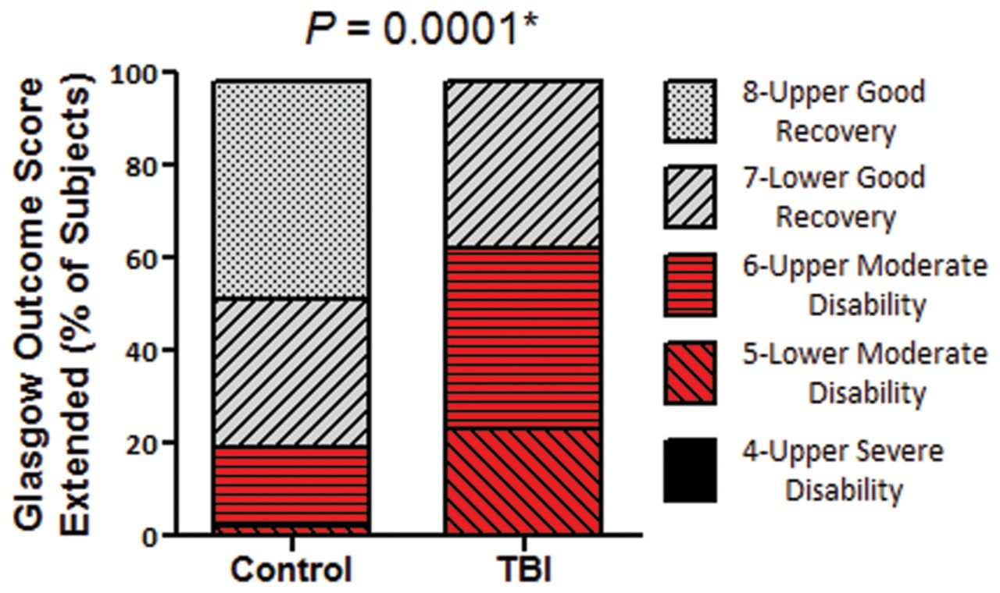 P = 0.0001*
Glasgow Outcome Score
Extended (% of Subjects)
100
80
60
40
20
0
Control
TBI
8-Upper Good
Recovery
7-Lower Good
Recovery
6-Upper Moderate
Disability
5-Lower Moderate
Disability
4-Upper Severe
Disability